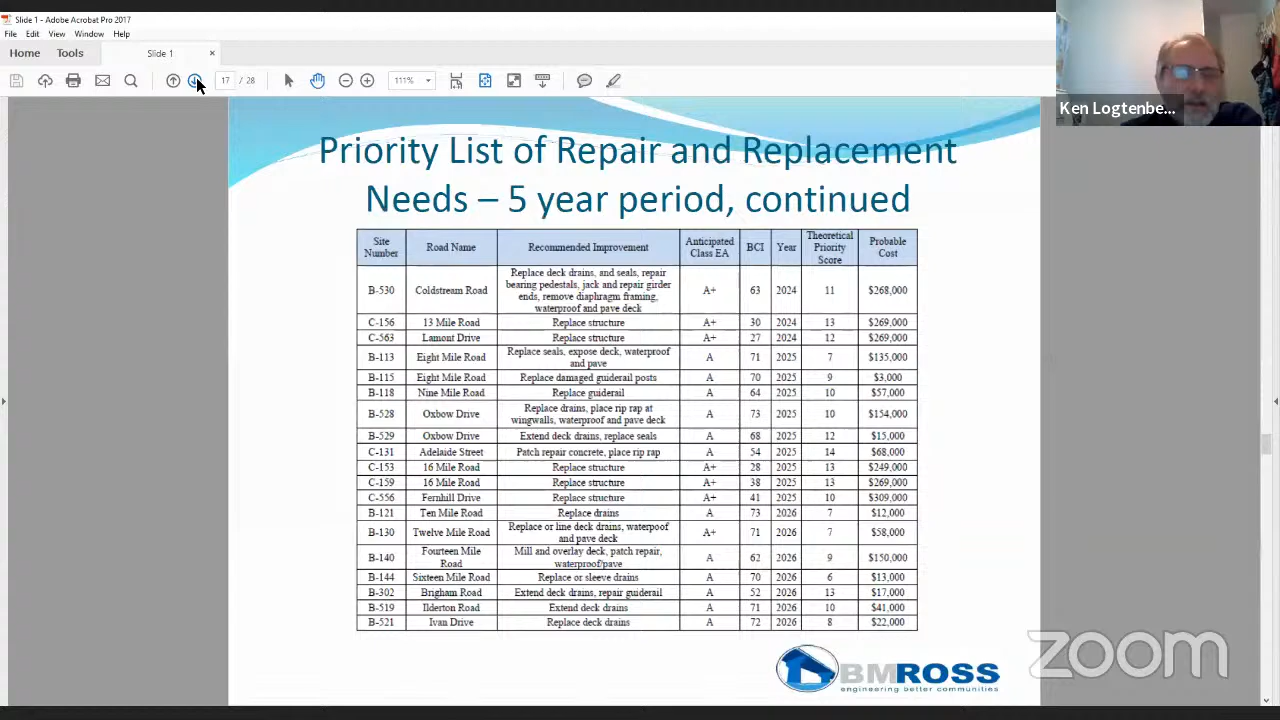 Slide 1 - Adobe Acrobat Pro 2017
File Edit View Window Help
Home Tools Slide 1 ×
17 / 28 111%
Ken Logtenbe...
Priority List of Repair and Replacement
Needs – 5 year period, continued
Site Number Road Name Recommended Improvement Anticipated Class EA BCI Year Theoretical Priority Score Probable Cost
B-530 Coldstream Road Replace deck drains, and seals, repair bearing pedestals, jack and repair girder ends, remove diaphragm framing, waterproof and pave deck A+ 63 2024 11 $268,000
C-156 13 Mile Road Replace structure A+ 30 2024 13 $269,000
C-563 Lamont Drive Replace structure A+ 27 2024 12 $269,000
B-113 Eight Mile Road Replace seals, expose deck, waterproof and pave A 71 2025 7 $135,000
B-115 Eight Mile Road Replace damaged guiderail posts A 70 2025 9 $3,000
B-118 Nine Mile Road Replace guiderail A 64 2025 10 $57,000
B-528 Oxbow Drive Replace drains, place rip rap at wingwalls, waterproof and pave deck A 73 2025 10 $154,000
B-529 Oxbow Drive Extend deck drains, replace seals A 68 2025 12 $15,000
C-131 Adelaide Street Patch repair concrete, place rip rap A 54 2025 14 $68,000
C-153 16 Mile Road Replace structure A+ 28 2025 13 $249,000
C-159 16 Mile Road Replace structure A+ 38 2025 13 $269,000
C-556 Fernhill Drive Replace structure A+ 41 2025 10 $309,000
B-121 Ten Mile Road Replace drains A 73 2026 7 $12,000
B-130 Twelve Mile Road Replace or line deck drains, waterpoof and pave deck A+ 71 2026 7 $58,000
B-140 Fourteen Mile Road Mill and overlay deck, patch repair, waterproof/pave A 62 2026 9 $150,000
B-144 Sixteen Mile Road Replace or sleeve drains A 70 2026 6 $13,000
B-302 Brigham Road Extend deck drains, repair guiderail A 52 2026 13 $17,000
B-519 Ilderton Road Extend deck drains A 71 2026 10 $41,000
B-521 Ivan Drive Replace deck drains A 72 2026 8 $22,000
BMROSS
engineering better communities
zoom